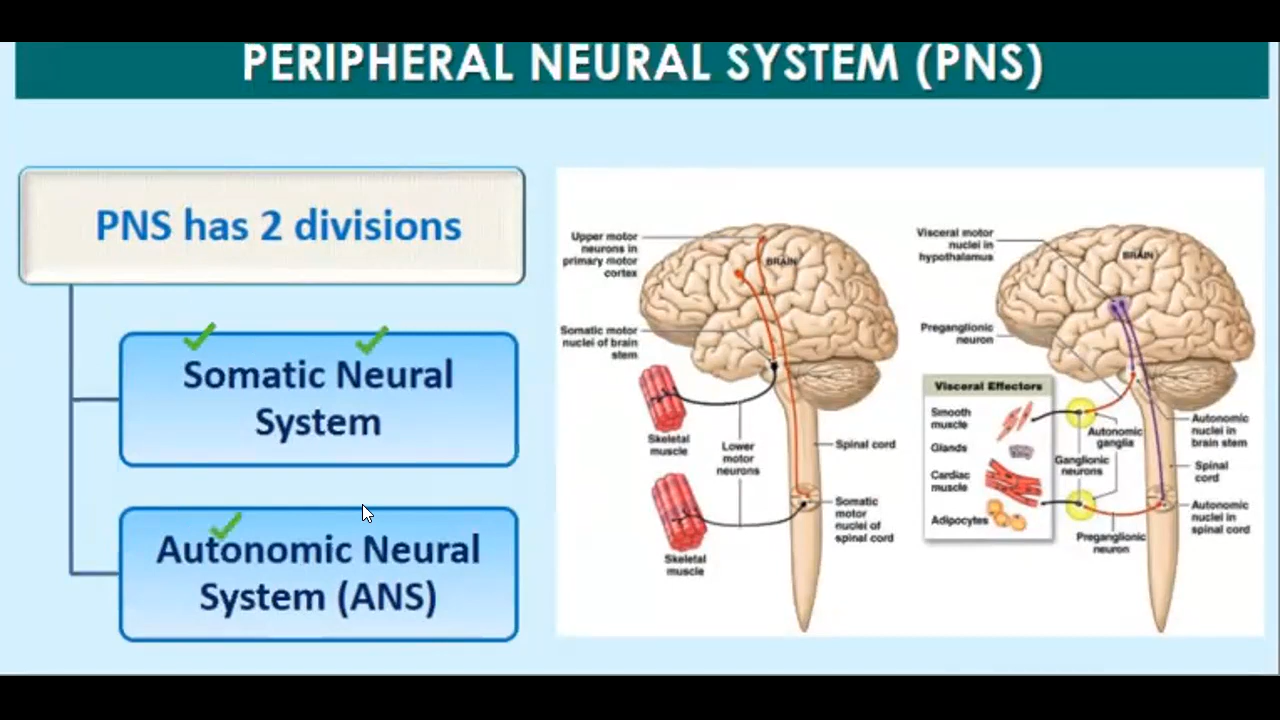 PERIPHERAL NEURAL SYSTEM (PNS)
PNS has 2 divisions
Somatic Neural
System
Autonomic Neural
System (ANS)
Upper motor
neurons in
primary motor
cortex
BRAIN
Somatic motor
nuclei of brain
stem
Skeletal
muscle
Lower
motor
neurons
Spinal cord
Skeletal
muscle
Somatic
motor
nuclei of
spinal cord
Visceral motor
nuclei in
hypothalamus
BRAIN
Preganglionic
neuron
Visceral Effectors
Smooth
muscle
Glands
Cardiac
muscle
Adipocytes
Autonomic
ganglia
Ganglionic
neurons
Preganglionic
neuron
Autonomic
nuclei in
brain stem
Spinal
cord
Autonomic
nuclei in
spinal cord